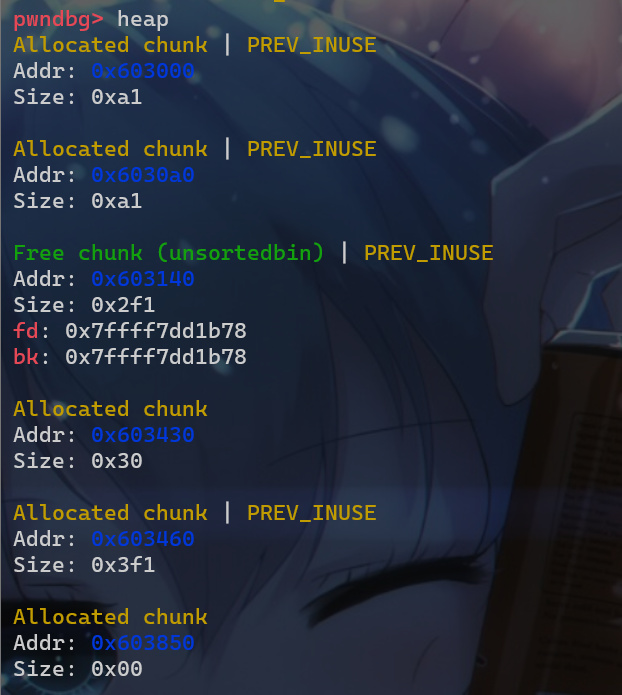 pwndbg> heap
Allocated chunk | PREV_INUSE
Addr: 0x603000
Size: 0xa1
Allocated chunk | PREV_INUSE
Addr: 0x6030a0
Size: 0xa1
Free chunk (unsortedbin) | PREV_INUSE
Addr: 0x603140
Size: 0x2f1
fd: 0x7ffff7dd1b78
bk: 0x7ffff7dd1b78
Allocated chunk
Addr: 0x603430
Size: 0x30
Allocated chunk | PREV_INUSE
Addr: 0x603460
Size: 0x3f1
Allocated chunk
Addr: 0x603850
Size: 0x00